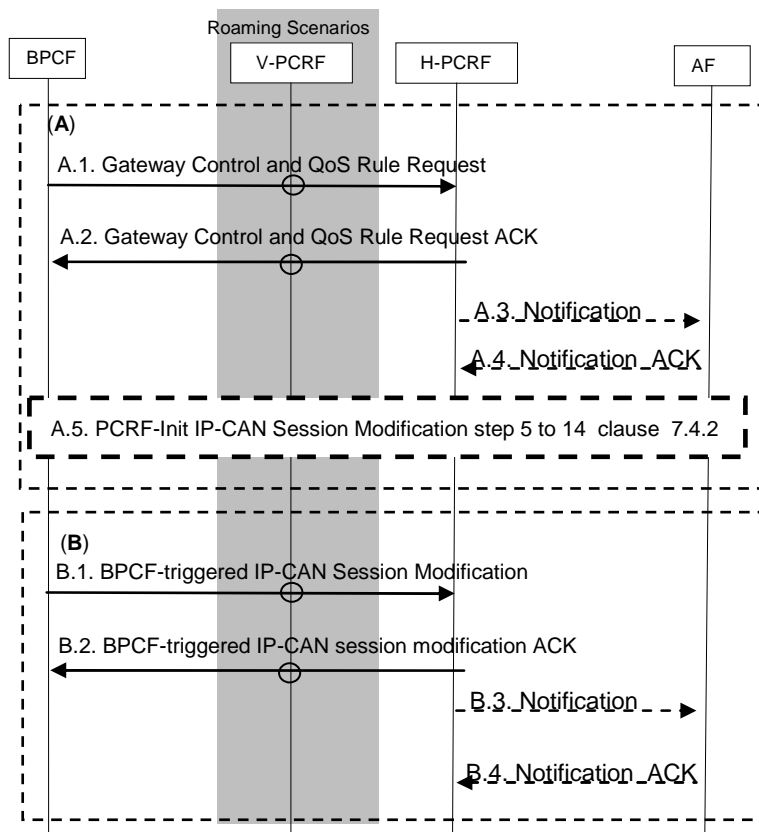 Roaming Scenarios
BPCF
V-PCRF
H-PCRF
AF
(A)
A.1. Gateway Control and QoS Rule Request
A.2. Gateway Control and QoS Rule Request ACK
A.3. Notification
A.4. Notification ACK
A.5. PCRF-Init IP-CAN Session Modification step 5 to 14 clause 7.4.2
(B)
B.1. BPCF-triggered IP-CAN Session Modification
B.2. BPCF-triggered IP-CAN session modification ACK
B.3. Notification
B.4. Notification ACK